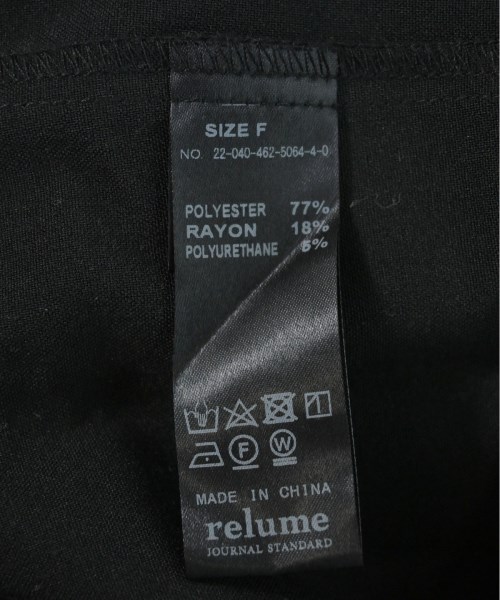 SIZE F
NO. 22-040-462-5064-4-0
POLYESTER 77%
RAYON 18%
POLYURETHANE 5%
F W
MADE IN CHINA
relume
JOURNAL STANDARD